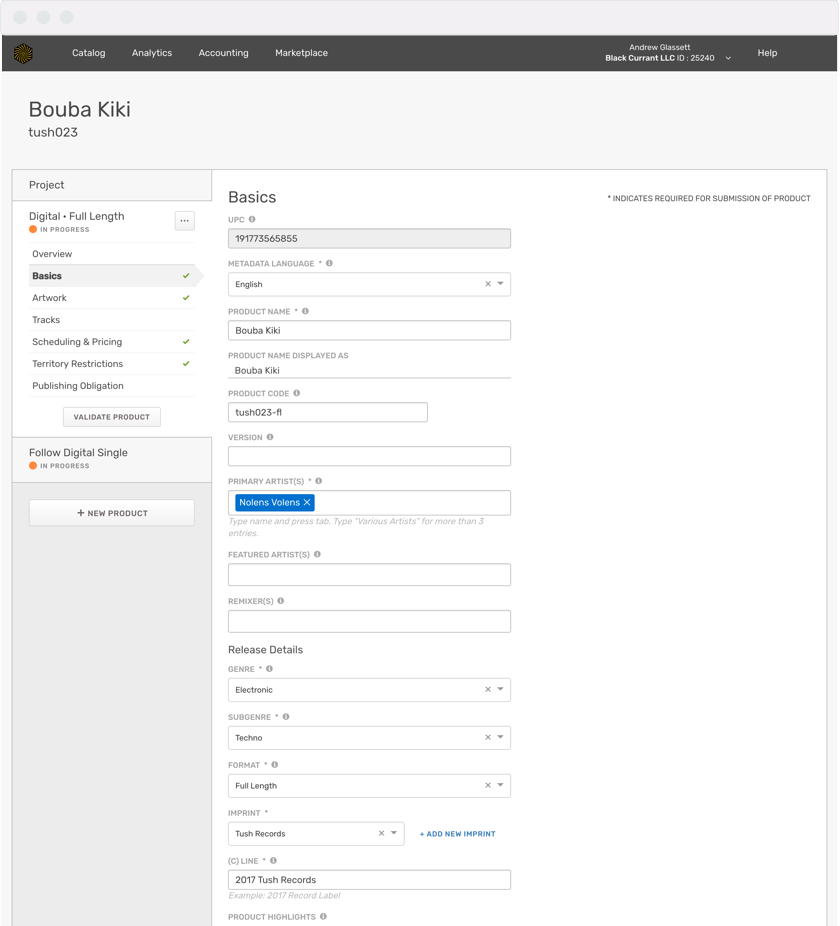 Catalog
Analytics
Accounting
Marketplace
Andrew Glassett
Black Currant LLC ID : 25240
Help
Bouba Kiki
tush023
Project
Digital • Full Length
IN PROGRESS
Overview
Basics
Artwork
Tracks
Scheduling & Pricing
Territory Restrictions
Publishing Obligation
VALIDATE PRODUCT
Follow Digital Single
IN PROGRESS
+ NEW PRODUCT
Basics
* INDICATES REQUIRED FOR SUBMISSION OF PRODUCT
UPC
191773565855
METADATA LANGUAGE *
English
PRODUCT NAME *
Bouba Kiki
PRODUCT NAME DISPLAYED AS
Bouba Kiki
PRODUCT CODE
tush023-fl
VERSION
PRIMARY ARTIST(S) *
Nolens Volens
Type name and press tab. Type "Various Artists" for more than 3
entries.
FEATURED ARTIST(S)
REMIXER(S)
Release Details
GENRE *
Electronic
SUBGENRE *
Techno
FORMAT *
Full Length
IMPRINT *
Tush Records
+ ADD NEW IMPRINT
(C) LINE *
2017 Tush Records
Example: 2017 Record Label
PRODUCT HIGHLIGHTS